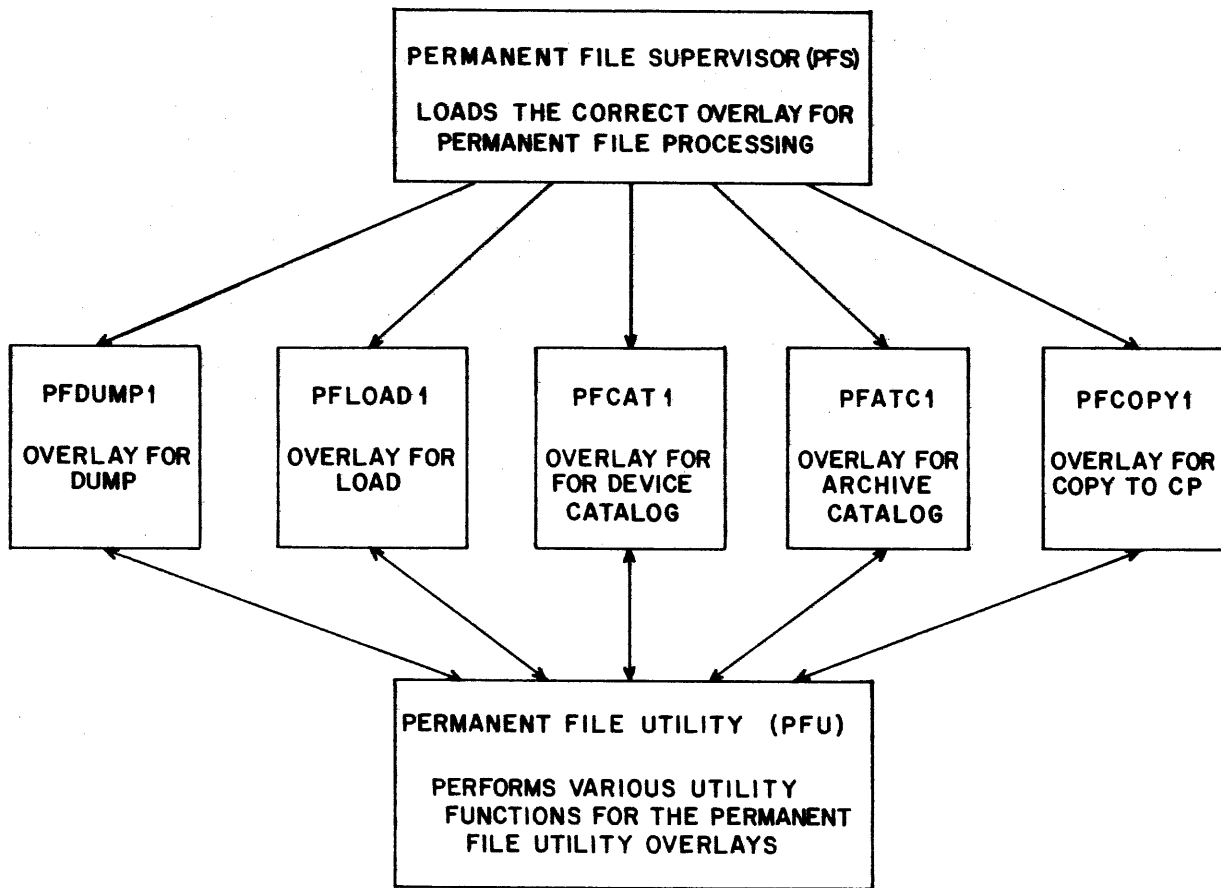 PERMANENT FILE SUPERVISOR (PFS)
LOADS THE CORRECT OVERLAY FOR
PERMANENT FILE PROCESSING
PFDUMP1
OVERLAY FOR
DUMP
PFLOAD1
OVERLAY FOR
LOAD
PFCAT1
OVERLAY FOR
FOR DEVICE
CATALOG
PFATC1
OVERLAY FOR
ARCHIVE
CATALOG
PFCOPY1
OVERLAY FOR
COPY TO CP
PERMANENT FILE UTILITY (PFU)
PERFORMS VARIOUS UTILITY
FUNCTIONS FOR THE PERMANENT
FILE UTILITY OVERLAYS